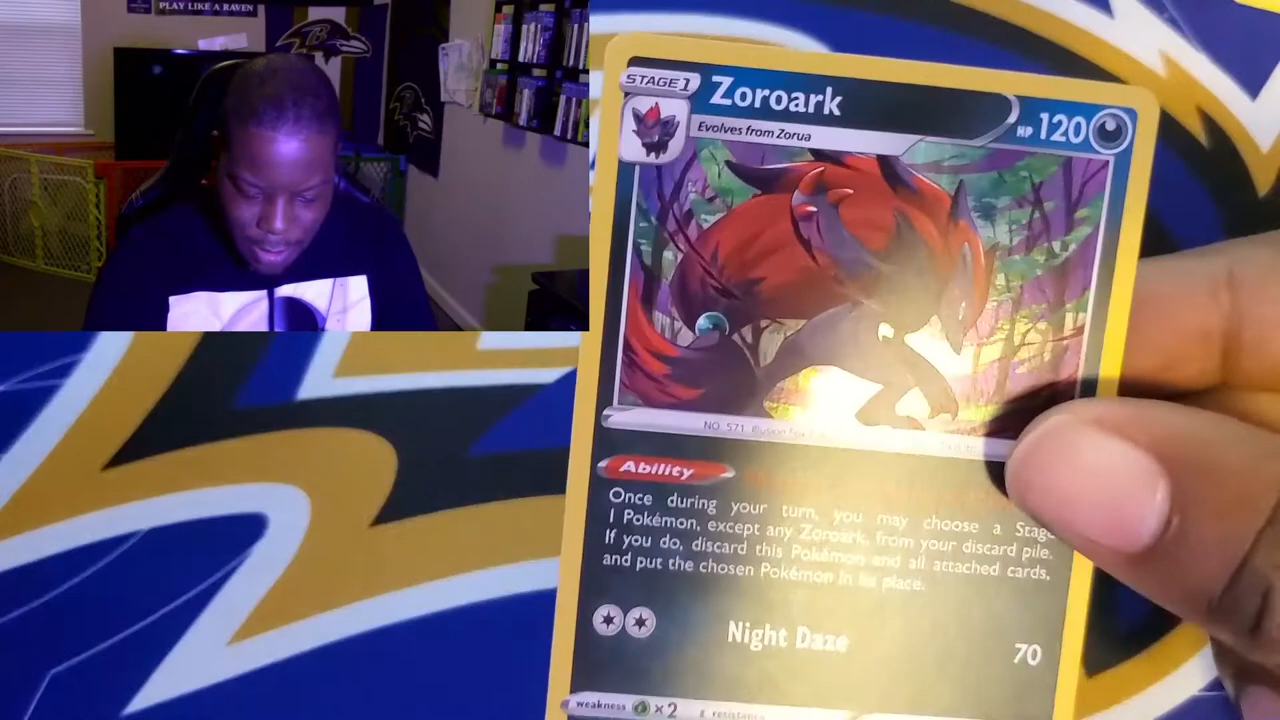 PLAY LIKE A RAVEN
B
STAGE 1
Zoroark
HP 120
Evolves from Zorua
NO. 571 Illusion Fox
Ability
Once during your turn, you may choose a Stage
1 Pokémon, except any Zoroark, from your discard pile.
If you do, discard this Pokémon and all attached cards,
and put the chosen Pokémon in its place.
Night Daze
70
weakness ×2
resistance